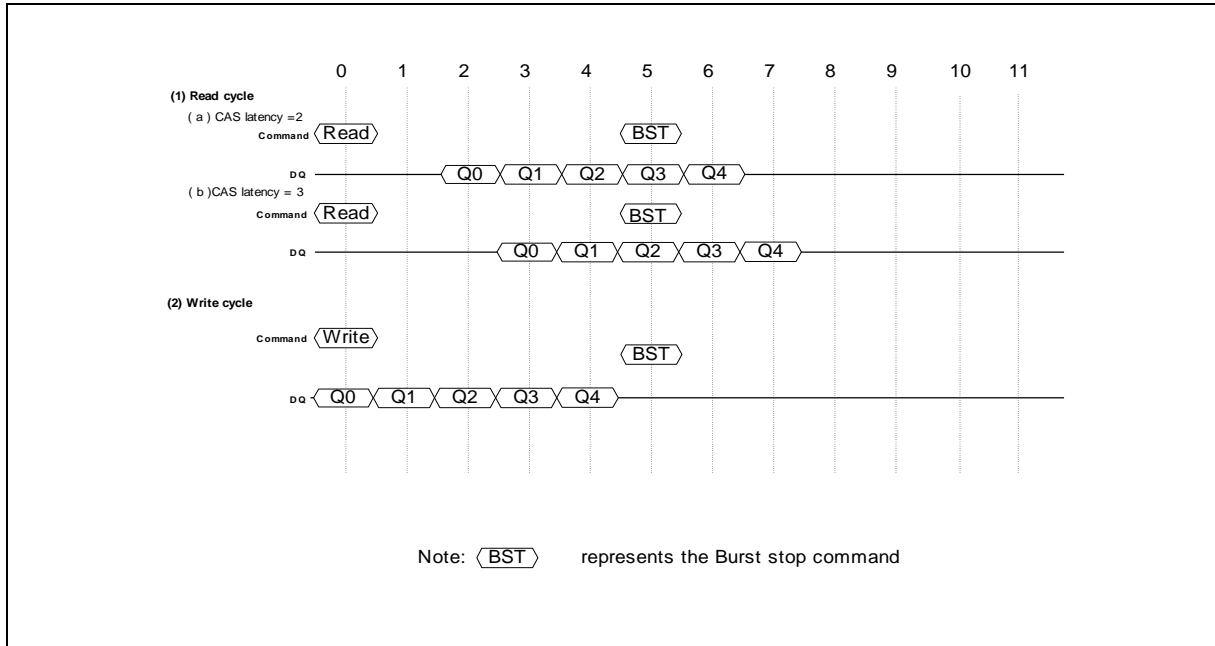 0 1 2 3 4 5 6 7 8 9 10 11
(1) Read cycle
( a ) CAS latency =2
Command Read BST
DQ Q0 Q1 Q2 Q3 Q4
( b )CAS latency = 3
Command Read BST
DQ Q0 Q1 Q2 Q3 Q4
(2) Write cycle
Command Write BST
DQ Q0 Q1 Q2 Q3 Q4
Note: BST represents the Burst stop command